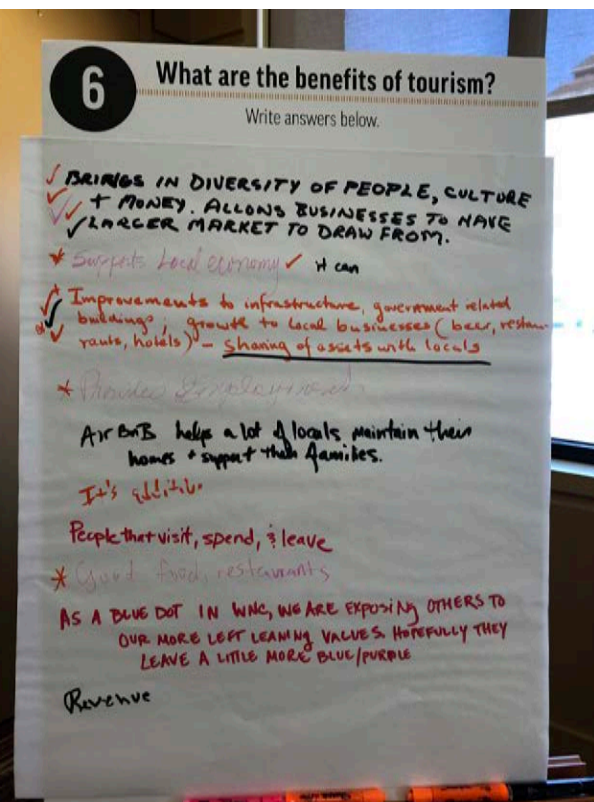 6
What are the benefits of tourism?
Write answers below.
BRINGS IN DIVERSITY OF PEOPLE, CULTURE
+ MONEY. ALLOWS BUSINESSES TO HAVE
LARGER MARKET TO DRAW FROM.
* Supports Local economy ✓ it can
Improvements to infrastructure, government related
buildings; growth to local businesses (beer, restau-
rants, hotels) - sharing of assets with locals
* Provides Employment
Air BnB helps a lot of locals maintain their
homes + support their families.
It's
People that visit, spend, & leave
* Good food, restaurants
AS A BLUE DOT IN WNC, WE ARE EXPOSING OTHERS TO
OUR MORE LEFT LEANING VALUES. HOPEFULLY THEY
LEAVE A LITTLE MORE BLUE/PURPLE
Revenue